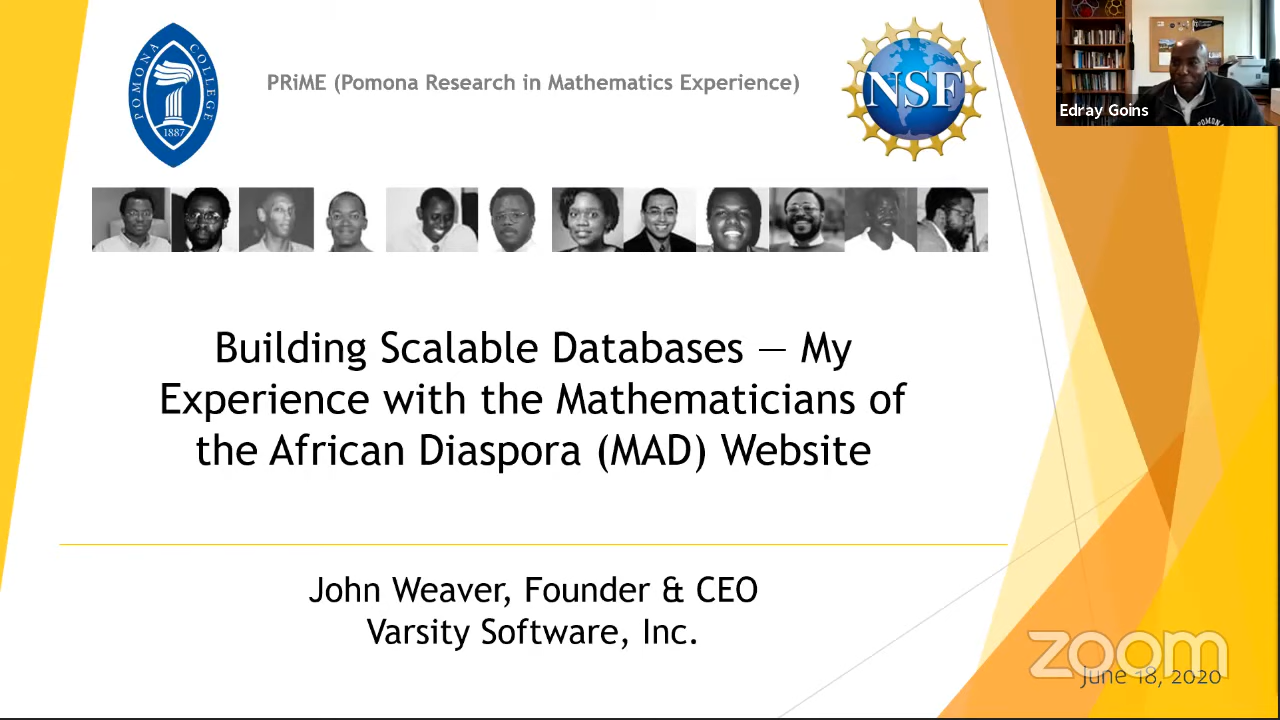 POMONA COLLEGE
1887
PRiME (Pomona Research in Mathematics Experience)
NSF
Edray Goins
POMONA
Building Scalable Databases — My
Experience with the Mathematicians of
the African Diaspora (MAD) Website
John Weaver, Founder & CEO
Varsity Software, Inc.
zoom
June 18, 2020